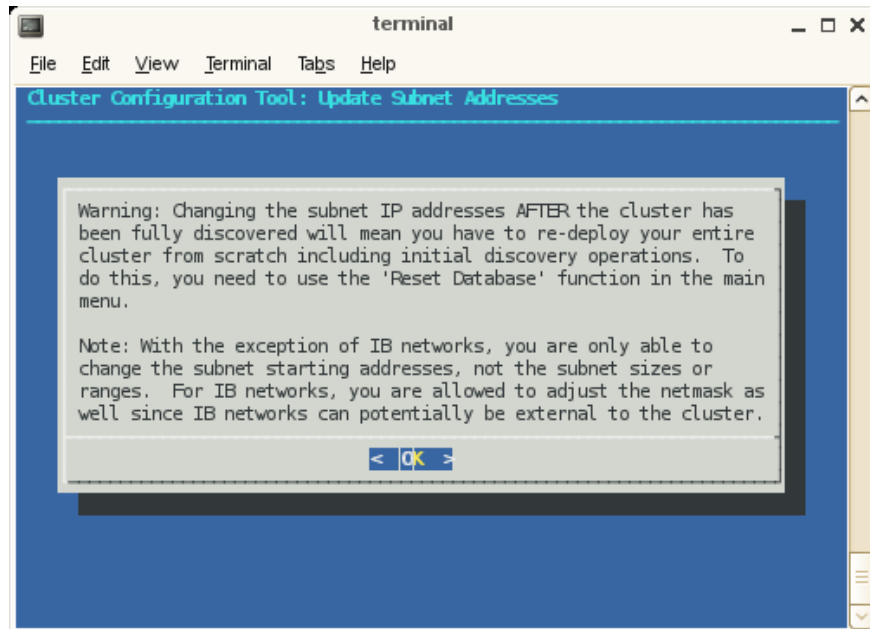 terminal
File Edit View Terminal Tabs Help
Cluster Configuration Tool: Update Subnet Addresses
Warning: Changing the subnet IP addresses AFTER the cluster has
been fully discovered will mean you have to re-deploy your entire
cluster from scratch including initial discovery operations.  To
do this, you need to use the 'Reset Database' function in the main
menu.
Note: With the exception of IB networks, you are only able to
change the subnet starting addresses, not the subnet sizes or
ranges.  For IB networks, you are allowed to adjust the netmask as
well since IB networks can potentially be external to the cluster.
< OK >